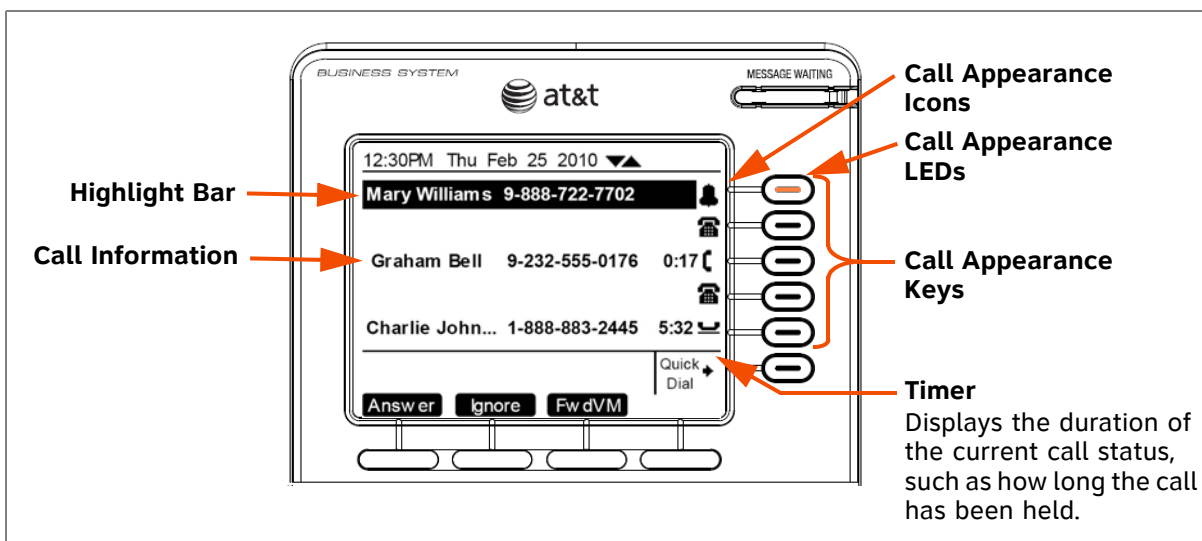 BUSINESS SYSTEM
MESSAGE WAITING
at&t
Call Appearance
Icons
Call Appearance
LEDs
12:30PM Thu Feb 25 2010
Highlight Bar
Mary Williams 9-888-722-7702
Call Information
Graham Bell 9-232-555-0176 0:17
Call Appearance
Keys
Charlie John... 1-888-883-2445 5:32
Quick
Dial
Answer Ignore FwdVM
Timer
Displays the duration of
the current call status,
such as how long the call
has been held.